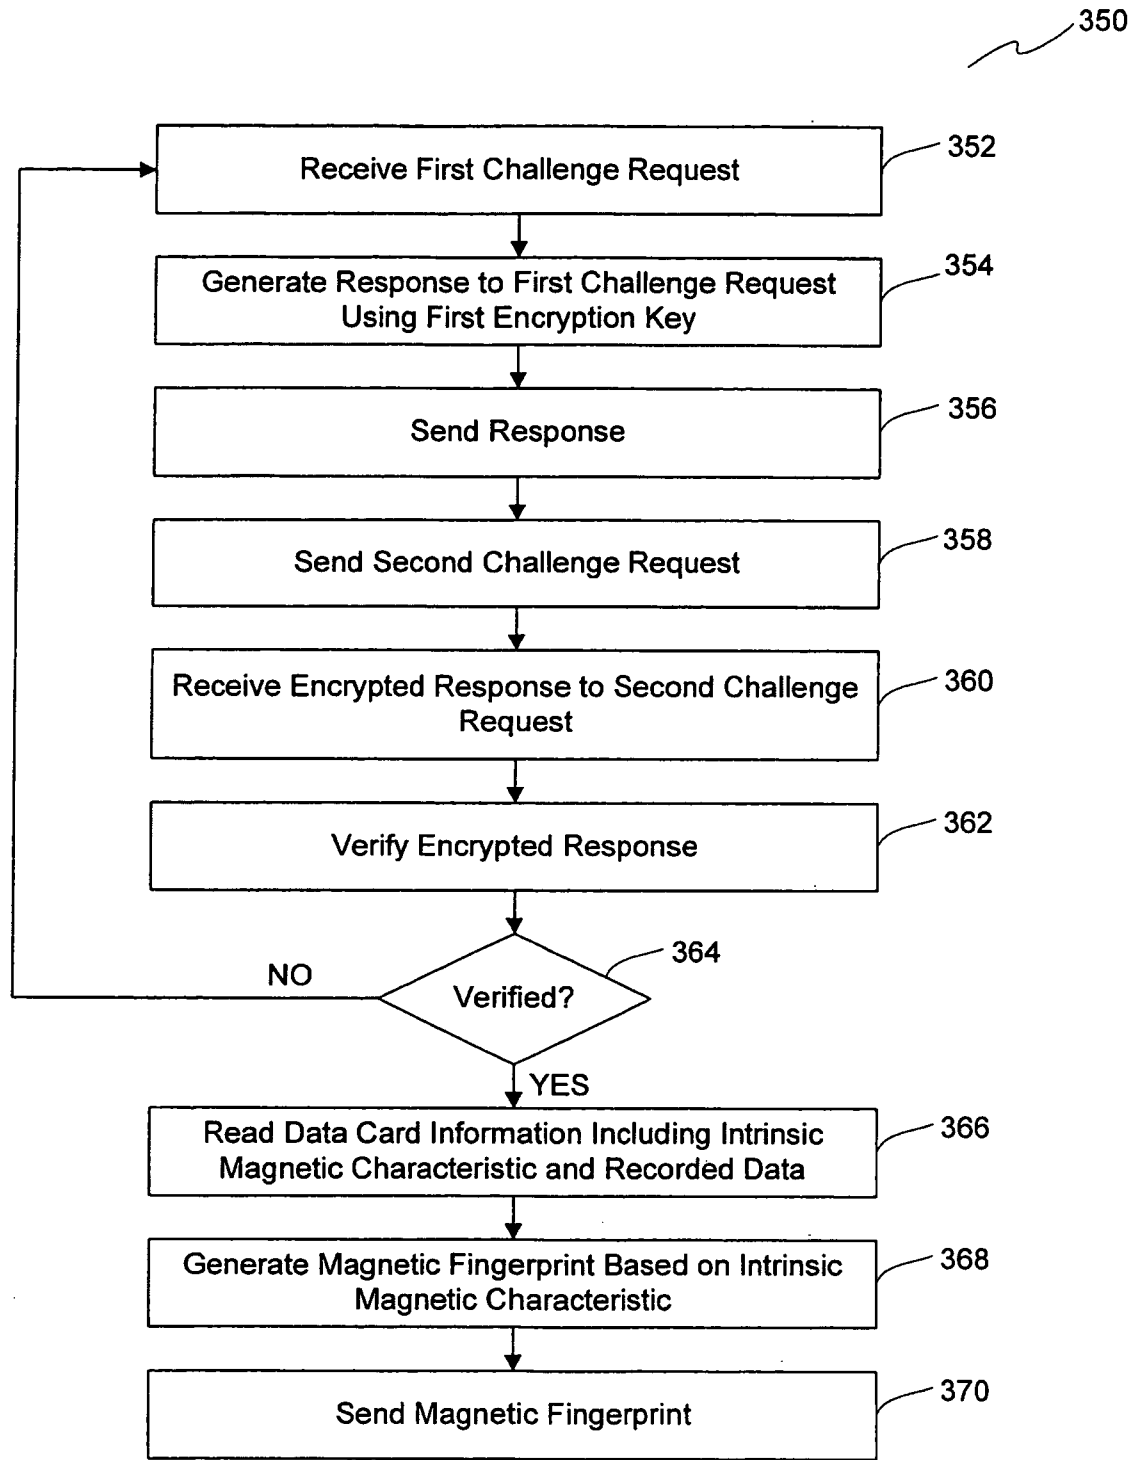 350
Receive First Challenge Request
352
Generate Response to First Challenge Request
Using First Encryption Key
354
Send Response
356
Send Second Challenge Request
358
Receive Encrypted Response to Second Challenge
Request
360
Verify Encrypted Response
362
Verified?
364
NO
YES
Read Data Card Information Including Intrinsic
Magnetic Characteristic and Recorded Data
366
Generate Magnetic Fingerprint Based on Intrinsic
Magnetic Characteristic
368
Send Magnetic Fingerprint
370